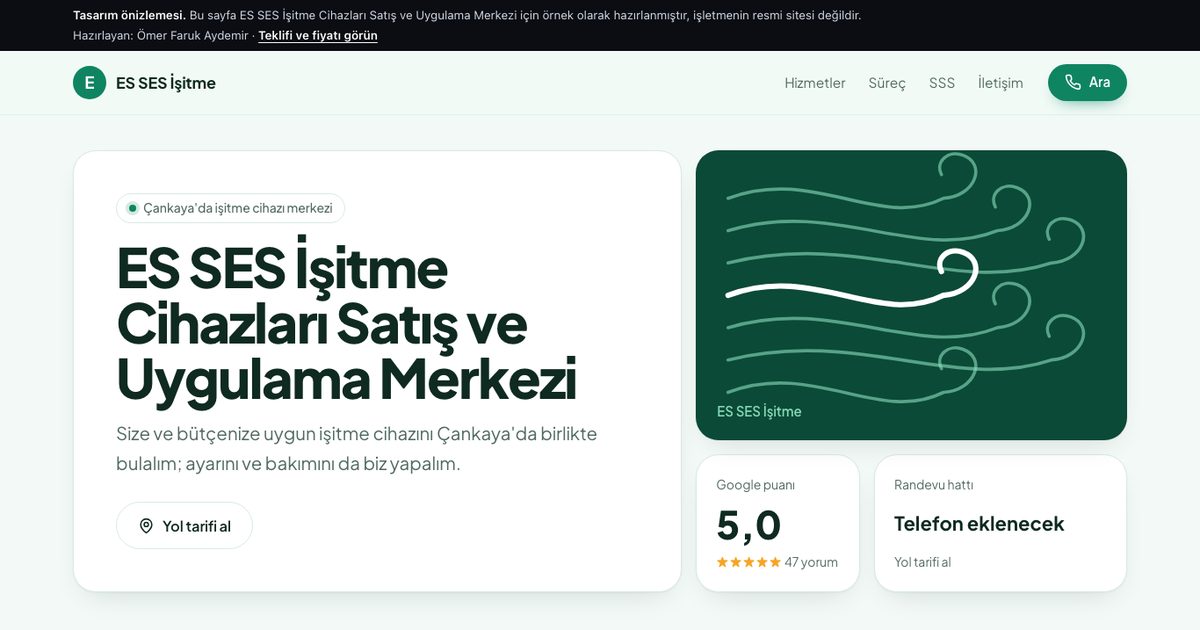 Tasarım önizlemesi. Bu sayfa ES SES İşitme Cihazları Satış ve Uygulama Merkezi için örnek olarak hazırlanmıştır, işletmenin resmi sitesi değildir.
Hazırlayan: Ömer Faruk Aydemir · Teklifi ve fiyatı görün
E ES SES İşitme
Hizmetler Süreç SSS İletişim Ara
Çankaya'da işitme cihazı merkezi
ES SES İşitme
Cihazları Satış ve
Uygulama Merkezi
Size ve bütçenize uygun işitme cihazını Çankaya'da birlikte
bulalım; ayarını ve bakımını da biz yapalım.
Yol tarifi al
ES SES İşitme
Google puanı
5,0
★★★★★ 47 yorum
Randevu hattı
Telefon eklenecek
Yol tarifi al